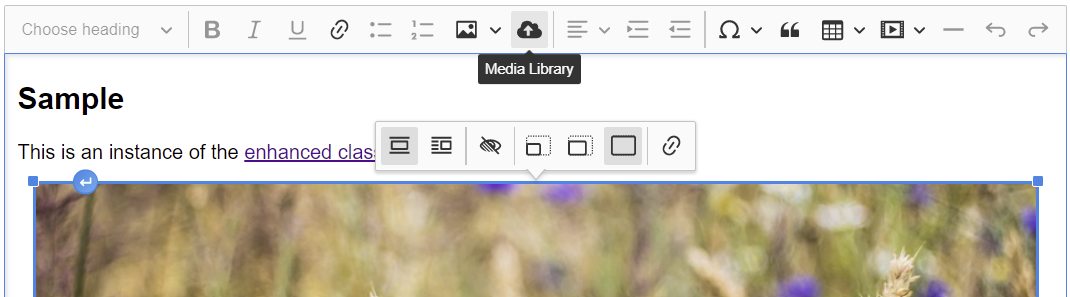 Choose heading
Media Library
Sample
This is an instance of the enhanced clas